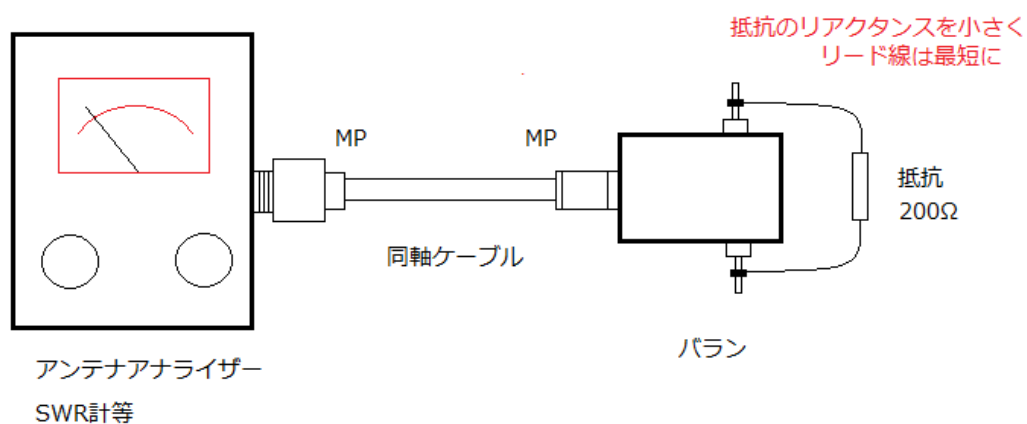 抵抗のリアクタンスを小さく
リード線は最短に
MP
MP
抵抗
200Ω
同軸ケーブル
バラン
アンテナアナライザー
SWR計等